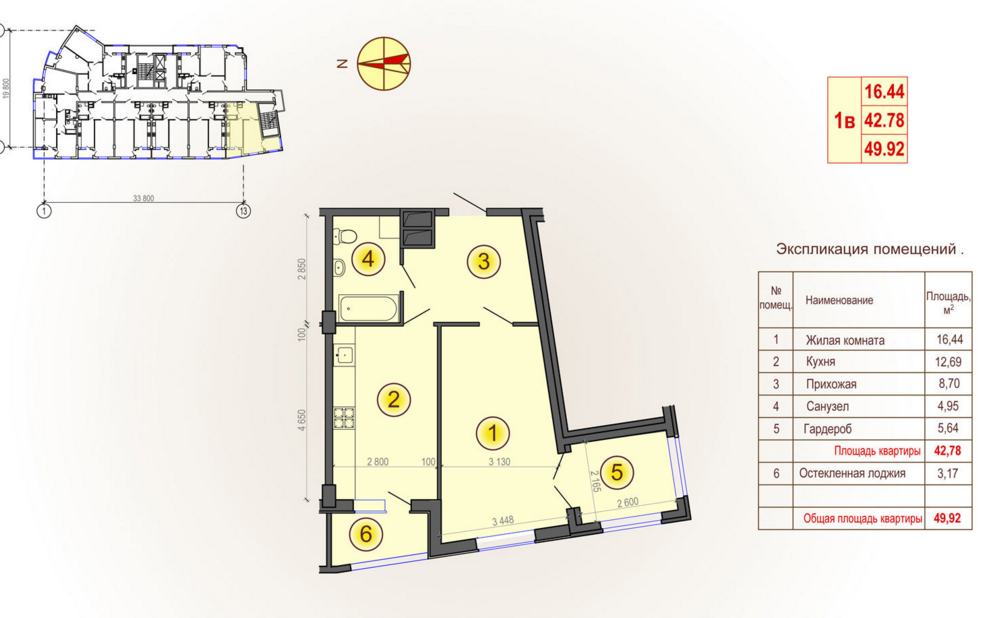 19 800
33 800
1
13
N
1в
16.44
42.78
49.92
2 850
100
4 650
4
3
2
1
5
6
2 800
100
3 130
2 165
2 600
3 448
Экспликация помещений .
№ помещ. Наименование Площадь, м²
1 Жилая комната 16,44
2 Кухня 12,69
3 Прихожая 8,70
4 Санузел 4,95
5 Гардероб 5,64
Площадь квартиры 42,78
6 Остекленная лоджия 3,17
Общая площадь квартиры 49,92